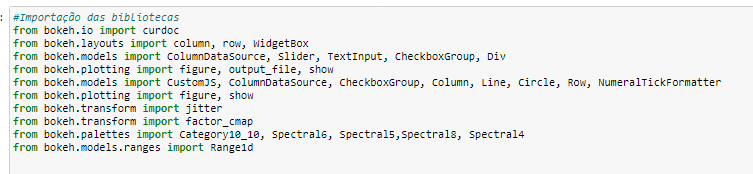 #Importação das bibliotecas
from bokeh.io import curdoc
from bokeh.layouts import column, row, WidgetBox
from bokeh.models import ColumnDataSource, Slider, TextInput, CheckboxGroup, Div
from bokeh.plotting import figure, output_file, show
from bokeh.models import CustomJS, ColumnDataSource, CheckboxGroup, Column, Line, Circle, Row, NumeralTickFormatter
from bokeh.plotting import figure, show
from bokeh.transform import jitter
from bokeh.transform import factor_cmap
from bokeh.palettes import Category10_10, Spectral6, Spectral5,Spectral8, Spectral4
from bokeh.models.ranges import Range1d